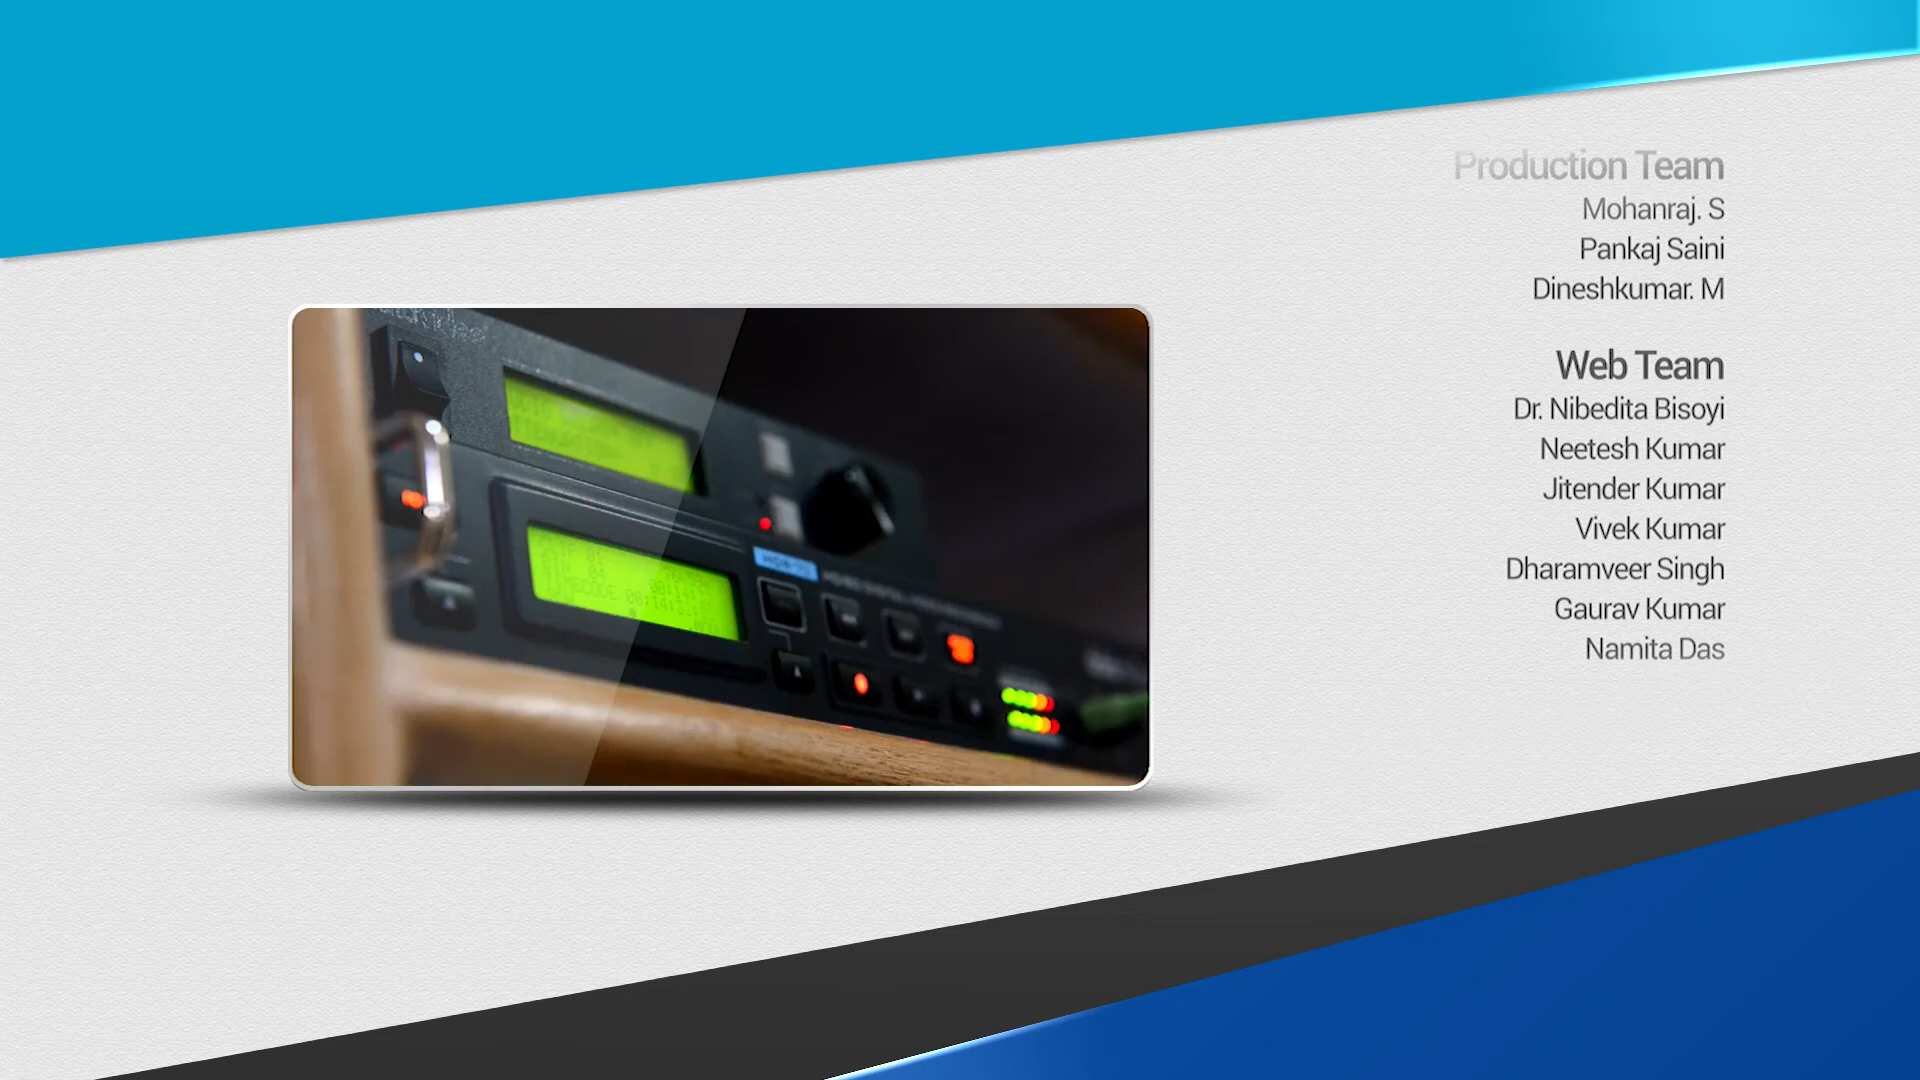 Production Team
Mohanraj. S
Pankaj Saini
Dineshkumar. M
Web Team
Dr. Nibedita Bisoyi
Neetesh Kumar
Jitender Kumar
Vivek Kumar
Dharamveer Singh
Gaurav Kumar
Namita Das
TIMECODE